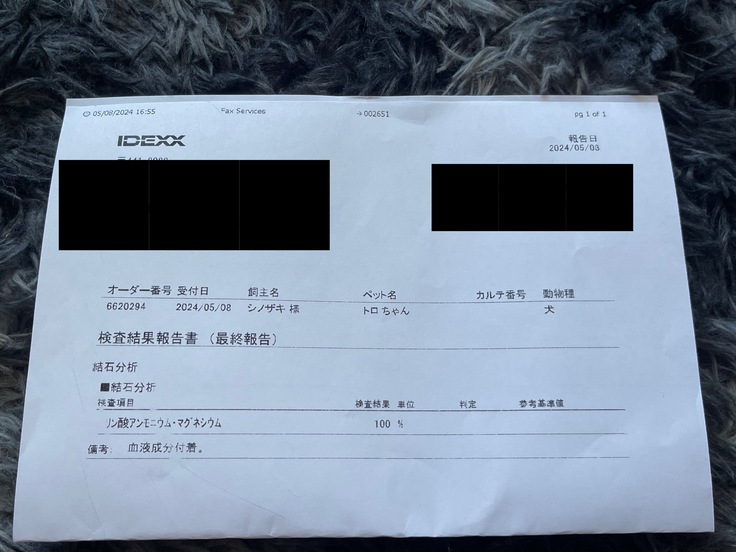 05/08/2024 16:55 Fax Services → 002651 pg 1 of 1
IDEXX
報告日
2024/05/08
オーダー番号 受付日 飼主名 ペット名 カルテ番号 動物種
6620294 2024/05/08 シノザキ 様 トロちゃん 犬
検査結果報告書 (最終報告)
結石分析
■結石分析
検査項目 検査結果 単位 判定 参考基準値
リン酸アンモニウム・マグネシウム 100 %
備考: 血液成分付着。